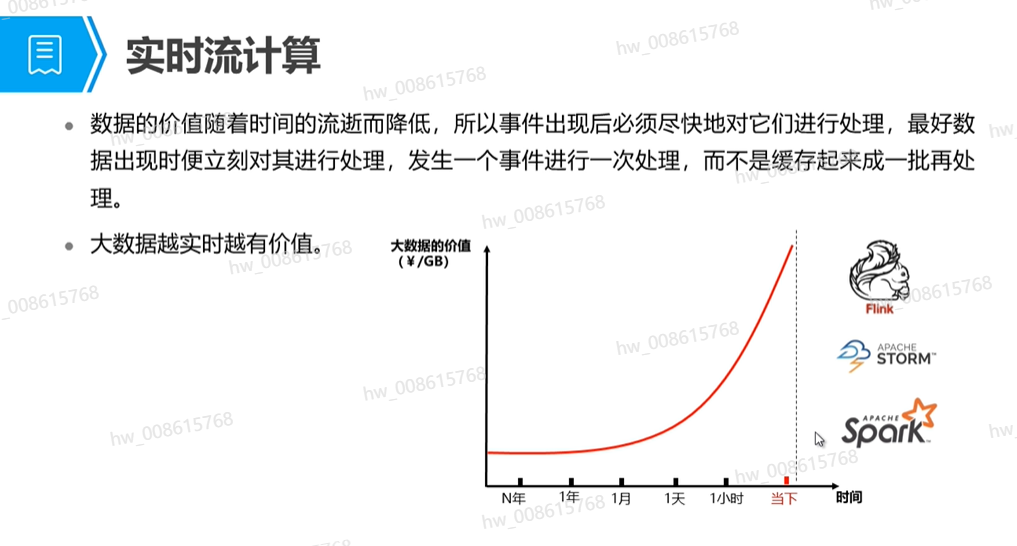 实时流计算
数据的价值随着时间的流逝而降低，所以事件出现后必须尽快地对它们进行处理，最好数
据出现时便立刻对其进行处理，发生一个事件进行一次处理，而不是缓存起来成一批再处
理。
大数据越实时越有价值。
大数据的价值
（￥/GB）
Flink
APACHE
STORM™
APACHE
Spark™
N年 1年 1月 1天 1小时 当下 时间
hw_008615768
hw_008615768
hw_008615768
hw_008615768
hw_008615768
hw_008615768
hw_008615768
hw_008615768
hw_008615768
hw_008615768
hw_008615768